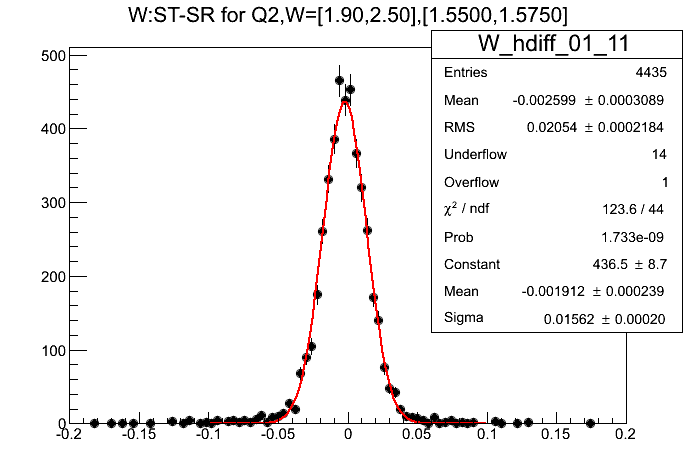 W:ST-SR for Q2,W=[1.90,2.50],[1.5500,1.5750]
W_hdiff_01_11
Entries 4435
Mean -0.002599 ± 0.0003089
RMS 0.02054 ± 0.0002184
Underflow 14
Overflow 1
χ² / ndf 123.6 / 44
Prob 1.733e-09
Constant 436.5 ± 8.7
Mean -0.001912 ± 0.000239
Sigma 0.01562 ± 0.00020
500
400
300
200
100
0
-0.2 -0.15 -0.1 -0.05 0 0.05 0.1 0.15 0.2